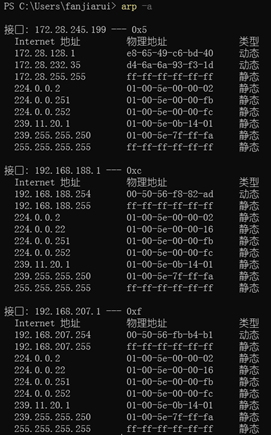 PS C:\Users\fanjiarui> arp -a
接口: 172.28.245.199 --- 0x5
Internet 地址 物理地址 类型
172.28.128.1 e8-65-49-c6-bd-40 动态
172.28.232.35 d4-6a-6a-93-f3-1d 动态
172.28.255.255 ff-ff-ff-ff-ff-ff 静态
224.0.0.2 01-00-5e-00-00-02 静态
224.0.0.251 01-00-5e-00-00-fb 静态
224.0.0.252 01-00-5e-00-00-fc 静态
239.11.20.1 01-00-5e-0b-14-01 静态
239.255.255.250 01-00-5e-7f-ff-fa 静态
255.255.255.255 ff-ff-ff-ff-ff-ff 静态
接口: 192.168.188.1 --- 0xc
Internet 地址 物理地址 类型
192.168.188.254 00-50-56-f8-82-ad 动态
192.168.188.255 ff-ff-ff-ff-ff-ff 静态
224.0.0.2 01-00-5e-00-00-02 静态
224.0.0.22 01-00-5e-00-00-16 静态
224.0.0.251 01-00-5e-00-00-fb 静态
224.0.0.252 01-00-5e-00-00-fc 静态
239.11.20.1 01-00-5e-0b-14-01 静态
239.255.255.250 01-00-5e-7f-ff-fa 静态
255.255.255.255 ff-ff-ff-ff-ff-ff 静态
接口: 192.168.207.1 --- 0xf
Internet 地址 物理地址 类型
192.168.207.254 00-50-56-fb-b4-b1 动态
192.168.207.255 ff-ff-ff-ff-ff-ff 静态
224.0.0.2 01-00-5e-00-00-02 静态
224.0.0.22 01-00-5e-00-00-16 静态
224.0.0.251 01-00-5e-00-00-fb 静态
224.0.0.252 01-00-5e-00-00-fc 静态
239.11.20.1 01-00-5e-0b-14-01 静态
239.255.255.250 01-00-5e-7f-ff-fa 静态
255.255.255.255 ff-ff-ff-ff-ff-ff 静态